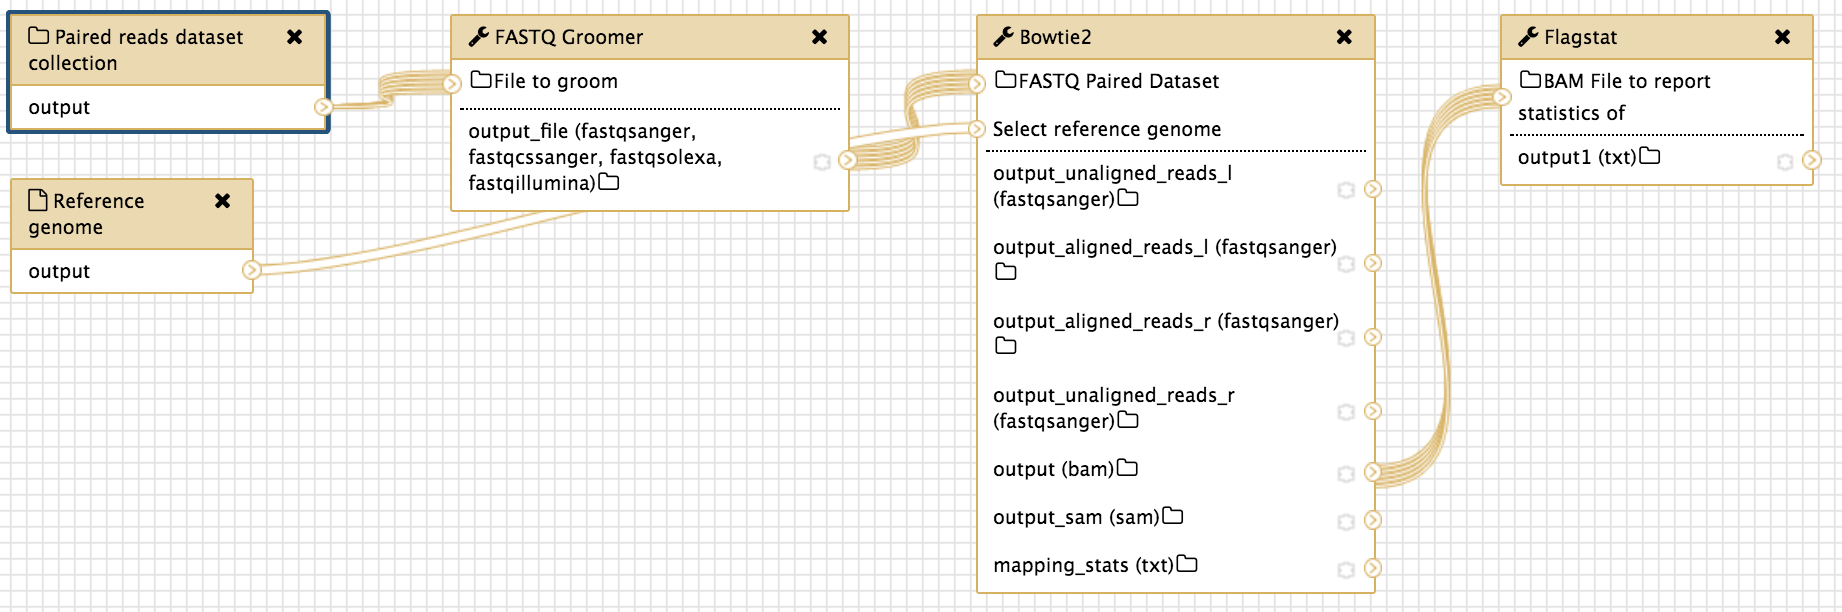 Paired reads dataset
collection
output
Reference
genome
output
FASTQ Groomer
File to groom
output_file (fastqsanger,
fastqcssanger, fastqsolexa,
fastqillumina)
Bowtie2
FASTQ Paired Dataset
Select reference genome
output_unaligned_reads_l
(fastqsanger)
output_aligned_reads_l (fastqsanger)
output_aligned_reads_r (fastqsanger)
output_unaligned_reads_r
(fastqsanger)
output (bam)
output_sam (sam)
mapping_stats (txt)
Flagstat
BAM File to report
statistics of
output1 (txt)